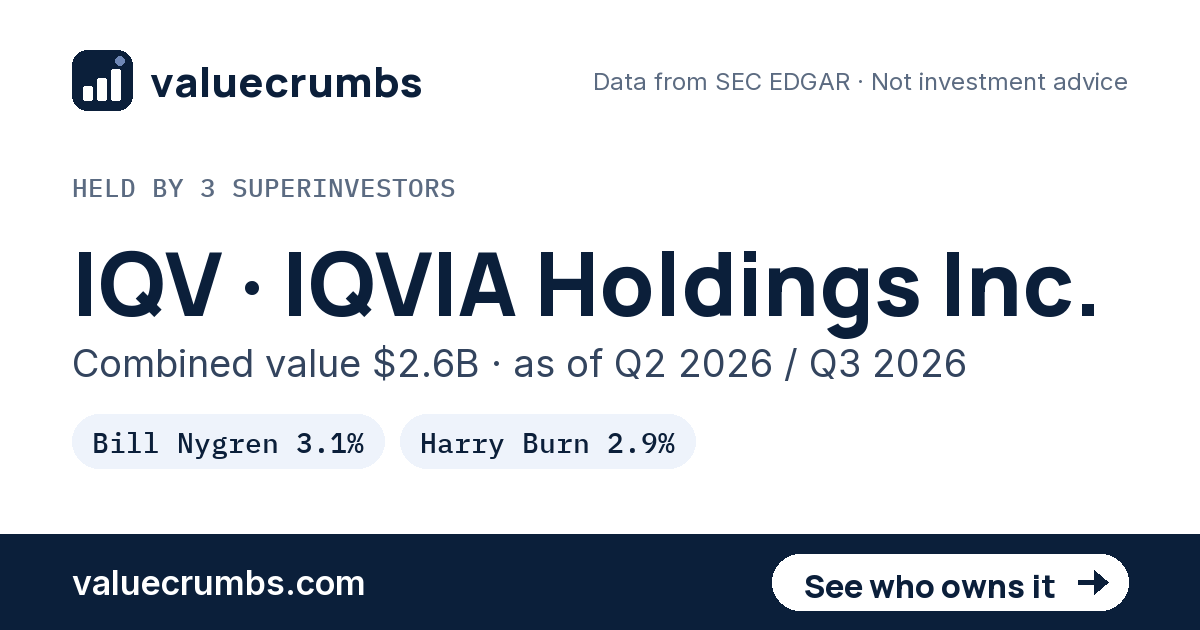 valuecrumbs
Data from SEC EDGAR · Not investment advice
HELD BY 3 SUPERINVESTORS
IQV · IQVIA Holdings Inc.
Combined value $2.6B · as of Q2 2026 / Q3 2026
Bill Nygren 3.1%
Harry Burn 2.9%
valuecrumbs.com
See who owns it →